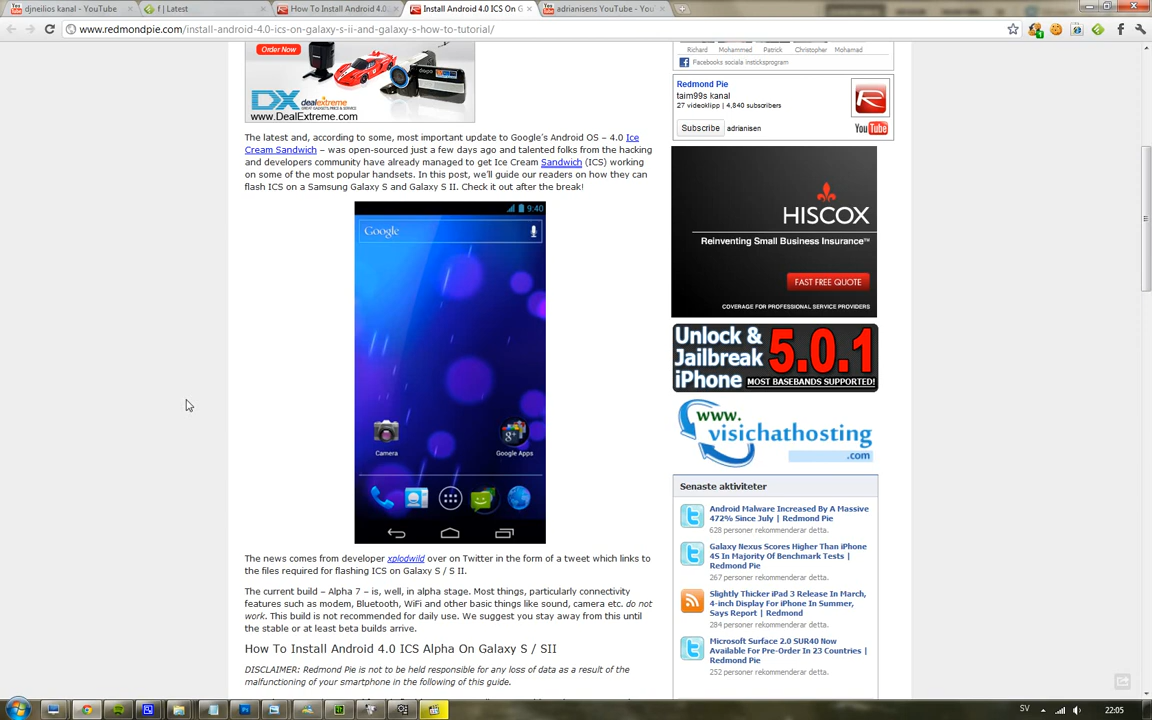 djneilios kanal - YouTube
f | Latest
How To Install Android 4.0
Install Android 4.0 ICS On G
adrianisens YouTube - You
www.redmondpie.com/install-android-4.0-ics-on-galaxy-s-ii-and-galaxy-s-how-to-tutorial/
Order Now
DX dealextreme
www.DealExtreme.com
The latest and, according to some, most important update to Google's Android OS – 4.0 Ice
Cream Sandwich – was open-sourced just a few days ago and talented folks from the hacking
and developers community have already managed to get Ice Cream Sandwich (ICS) working
on some of the most popular handsets. In this post, we'll guide our readers on how they can
flash ICS on a Samsung Galaxy S and Galaxy S II. Check it out after the break!
9:40
Google
Camera
Google Apps
The news comes from developer xplodwild over on Twitter in the form of a tweet which links to
the files required for flashing ICS on Galaxy S / S II.
The current build – Alpha 7 – is, well, in alpha stage. Most things, particularly connectivity
features such as modem, Bluetooth, WiFi and other basic things like sound, camera etc. do not
work. This build is not recommended for daily use. We suggest you stay away from this until
the stable or at least beta builds arrive.
How To Install Android 4.0 ICS Alpha On Galaxy S / SII
DISCLAIMER: Redmond Pie is not to be held responsible for any loss of data as a result of the
malfunctioning of your smartphone in the following of this guide.
Richard Mohammed Patrick Christopher Mohamad
Facebooks sociala insticksprogram
Redmond Pie
taim99s kanal
27 videoklipp | 4,840 subscribers
Subscribe adrianisen
YouTube
HISCOX
Reinventing Small Business Insurance™
FAST FREE QUOTE
COVERAGE FOR PROFESSIONAL SERVICE PROVIDERS
Unlock &
Jailbreak
iPhone
5.0.1
MOST BASEBANDS SUPPORTED!
www.
visichathosting
.com
Senaste aktiviteter
Android Malware Increased By A Massive
472% Since July | Redmond Pie
628 personer rekommenderar detta.
Galaxy Nexus Scores Higher Than iPhone
4S In Majority Of Benchmark Tests |
Redmond Pie
267 personer rekommenderar detta.
Slightly Thicker iPad 3 Release In March,
4-inch Display For iPhone In Summer,
Says Report | Redmond
284 personer rekommenderar detta.
Microsoft Surface 2.0 SUR40 Now
Available For Pre-Order In 23 Countries |
Redmond Pie
252 personer rekommenderar detta.
SV
22:05